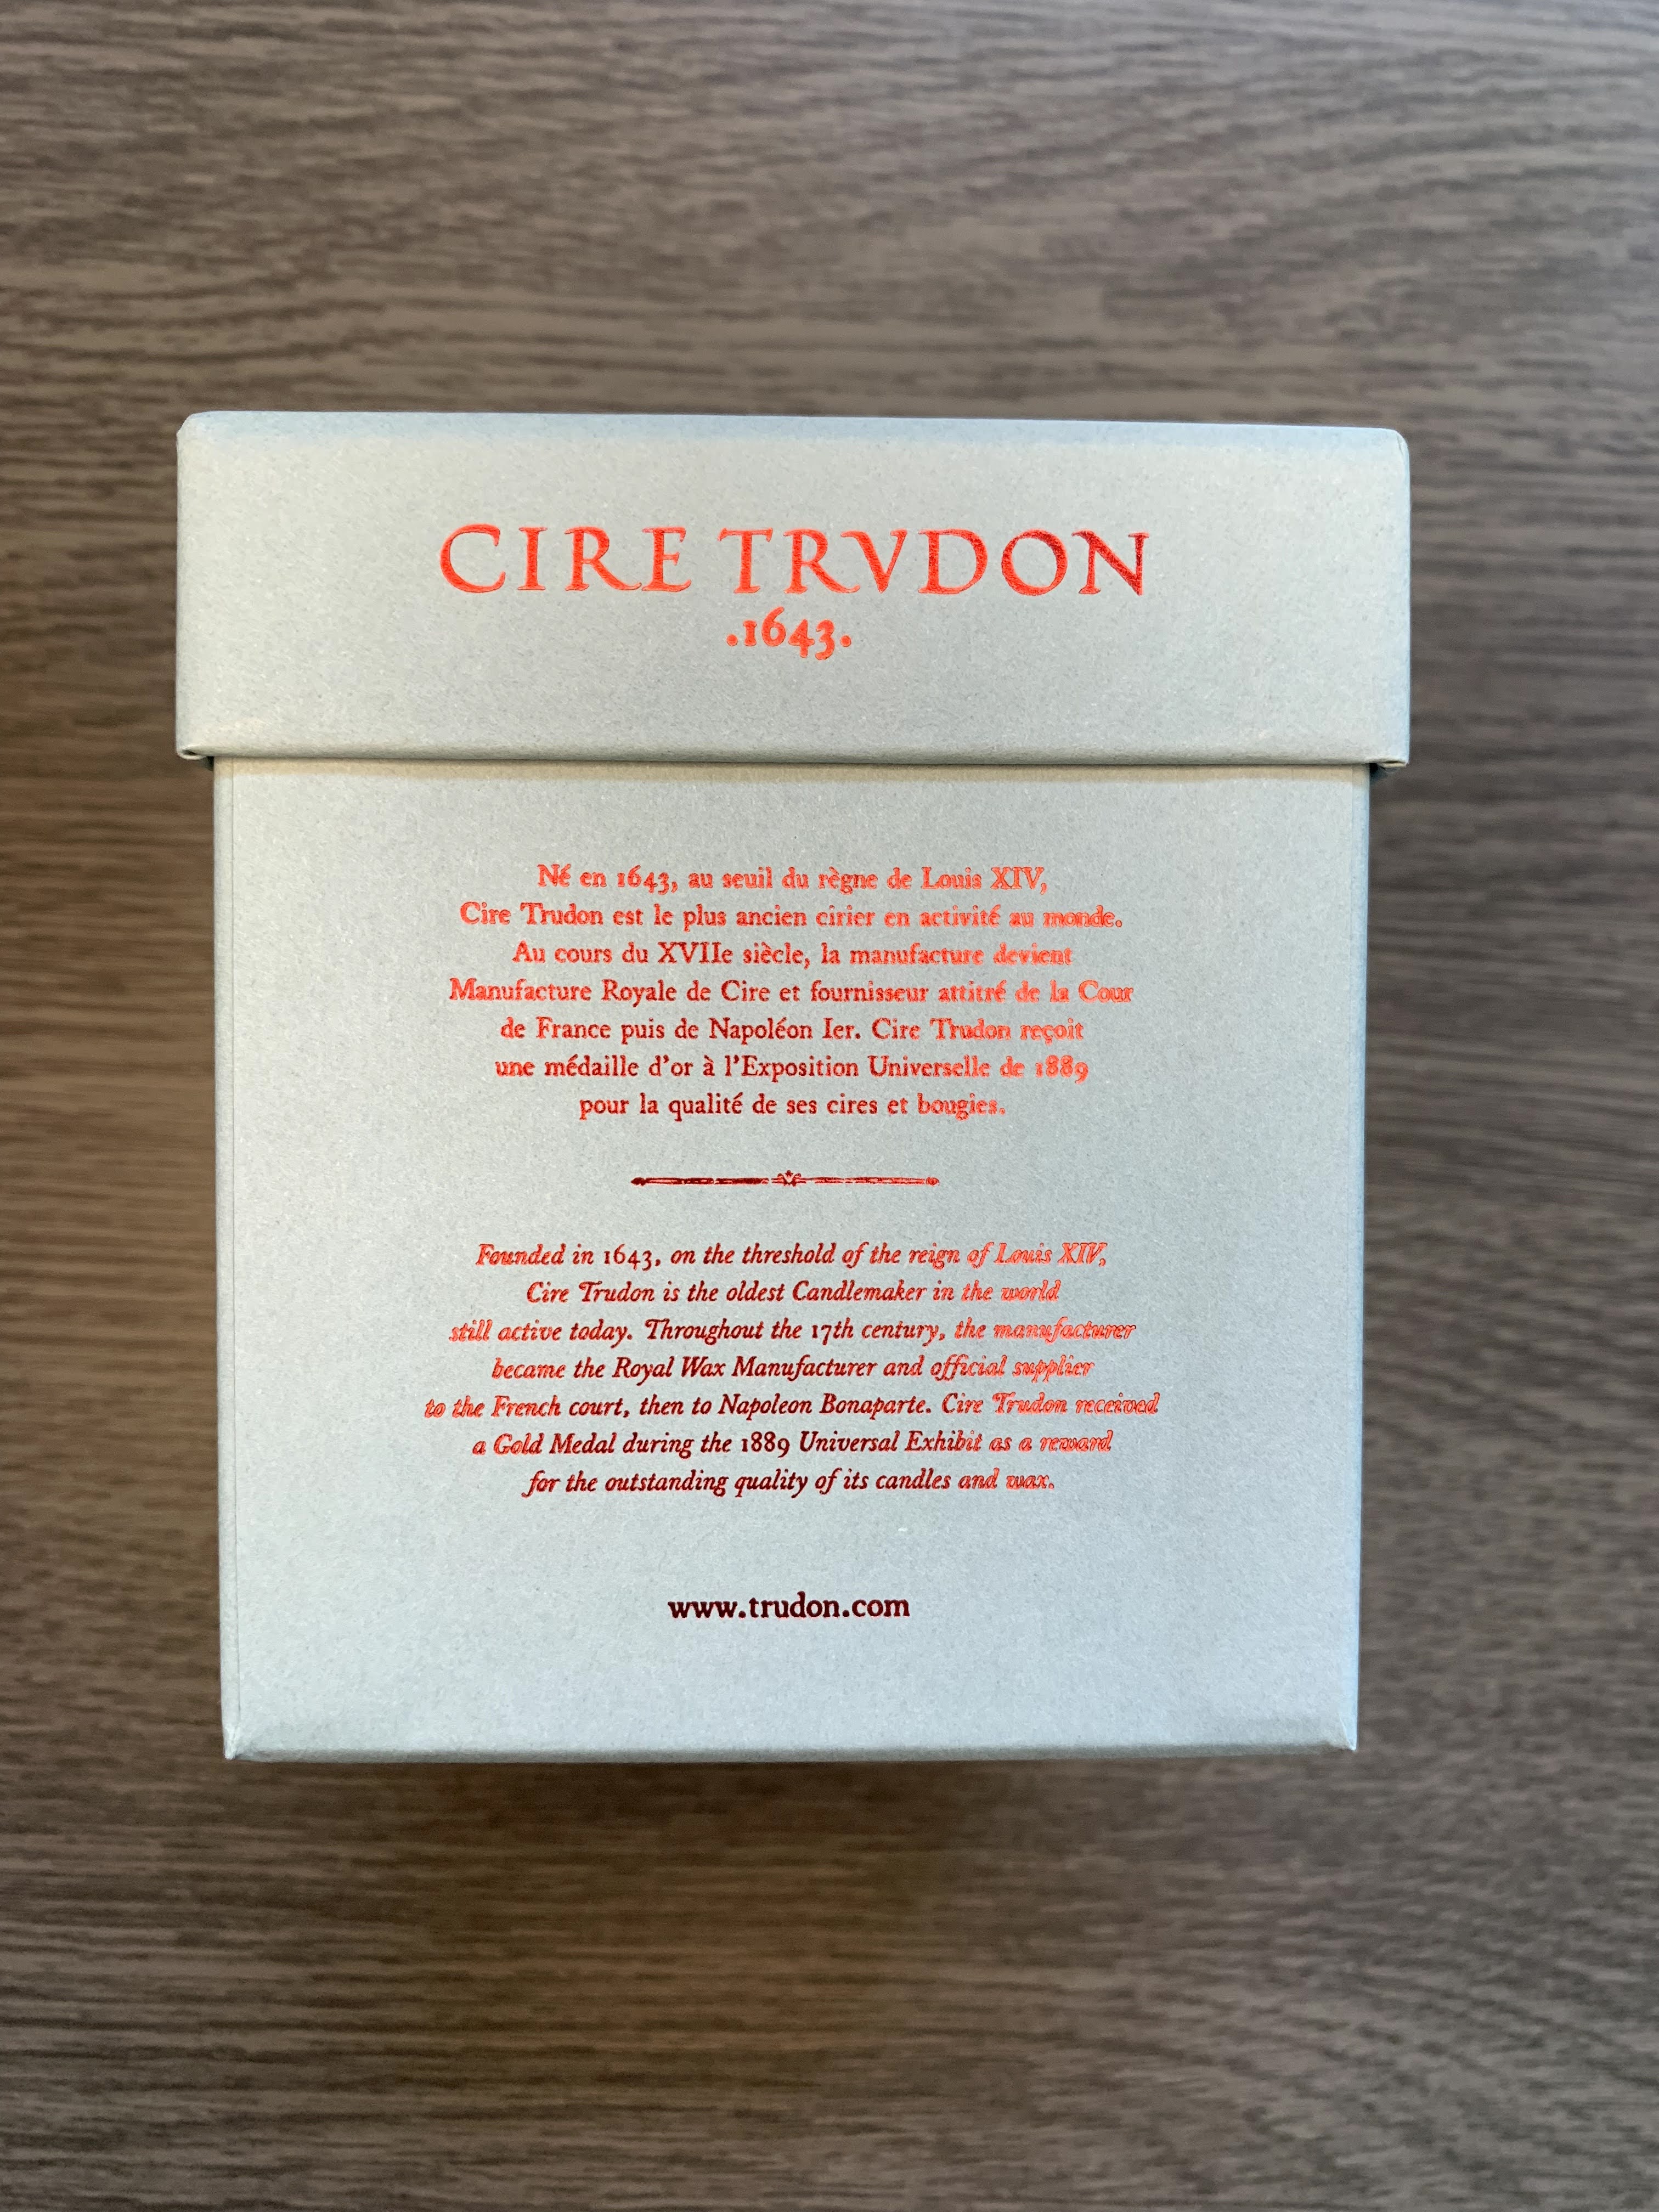 CIRE TRVDON
.1643.
Né en 1643, au seuil du règne de Louis XIV,
Cire Trudon est le plus ancien cirier en activité au monde.
Au cours du XVIIe siècle, la manufacture devient
Manufacture Royale de Cire et fournisseur attitré de la Cour
de France puis de Napoléon Ier. Cire Trudon reçoit
une médaille d'or à l'Exposition Universelle de 1889
pour la qualité de ses cires et bougies.
Founded in 1643, on the threshold of the reign of Louis XIV,
Cire Trudon is the oldest Candlemaker in the world
still active today. Throughout the 17th century, the manufacturer
became the Royal Wax Manufacturer and official supplier
to the French court, then to Napoleon Bonaparte. Cire Trudon received
a Gold Medal during the 1889 Universal Exhibit as a reward
for the outstanding quality of its candles and wax.
www.trudon.com